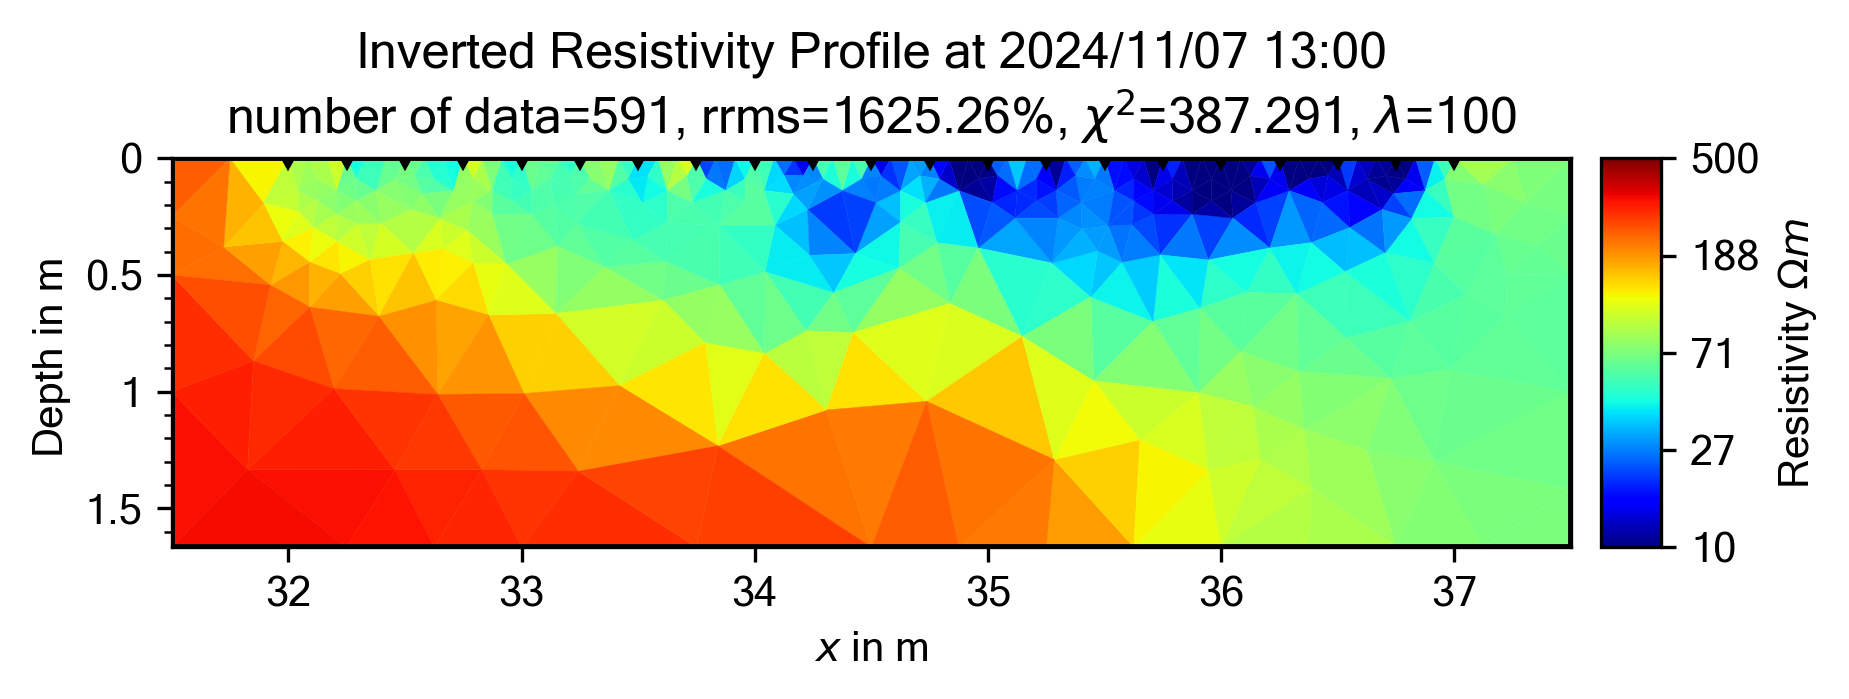 Inverted Resistivity Profile at 2024/11/07 13:00
number of data=591, rrms=1625.26%, χ²=387.291, λ=100
0
0.5
1
1.5
Depth in m
32 33 34 35 36 37
x in m
500
188
71
27
10
Resistivity Ωm